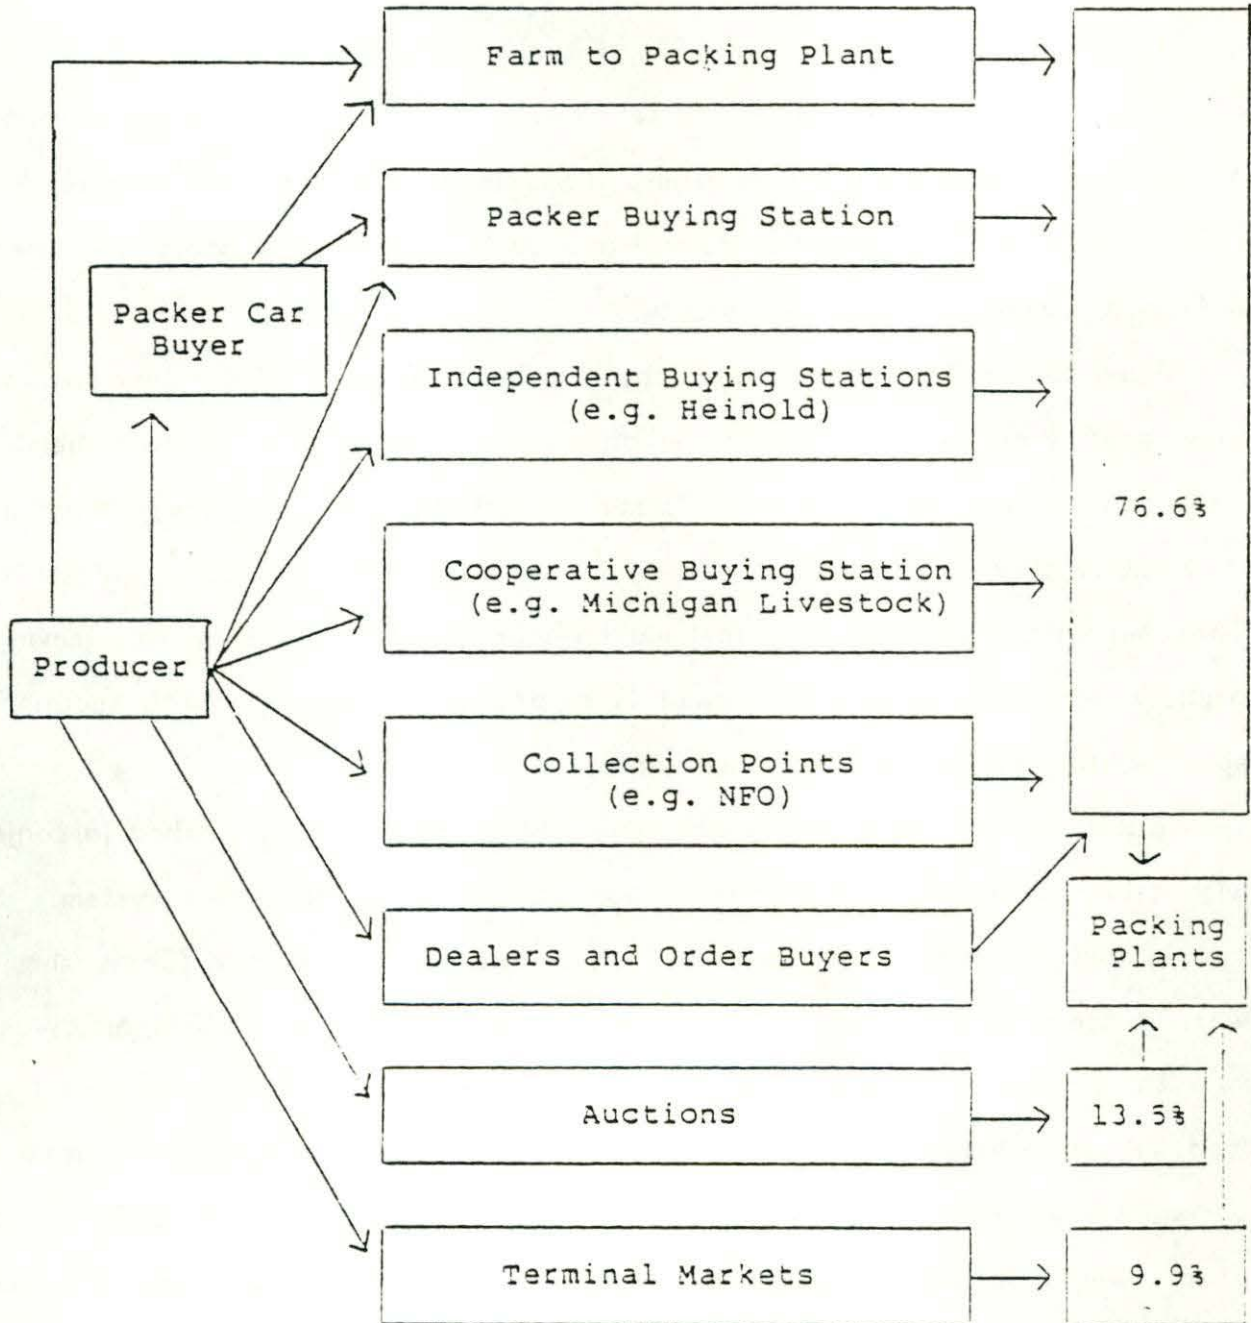 Farm to Packing Plant
Packer Buying Station
Packer Car
Buyer
Independent Buying Stations
(e.g. Heinold)
76.6%
Cooperative Buying Station
(e.g. Michigan Livestock)
Producer
Collection Points
(e.g. NFO)
Dealers and Order Buyers
Packing
Plants
Auctions
13.5%
Terminal Markets
9.9%